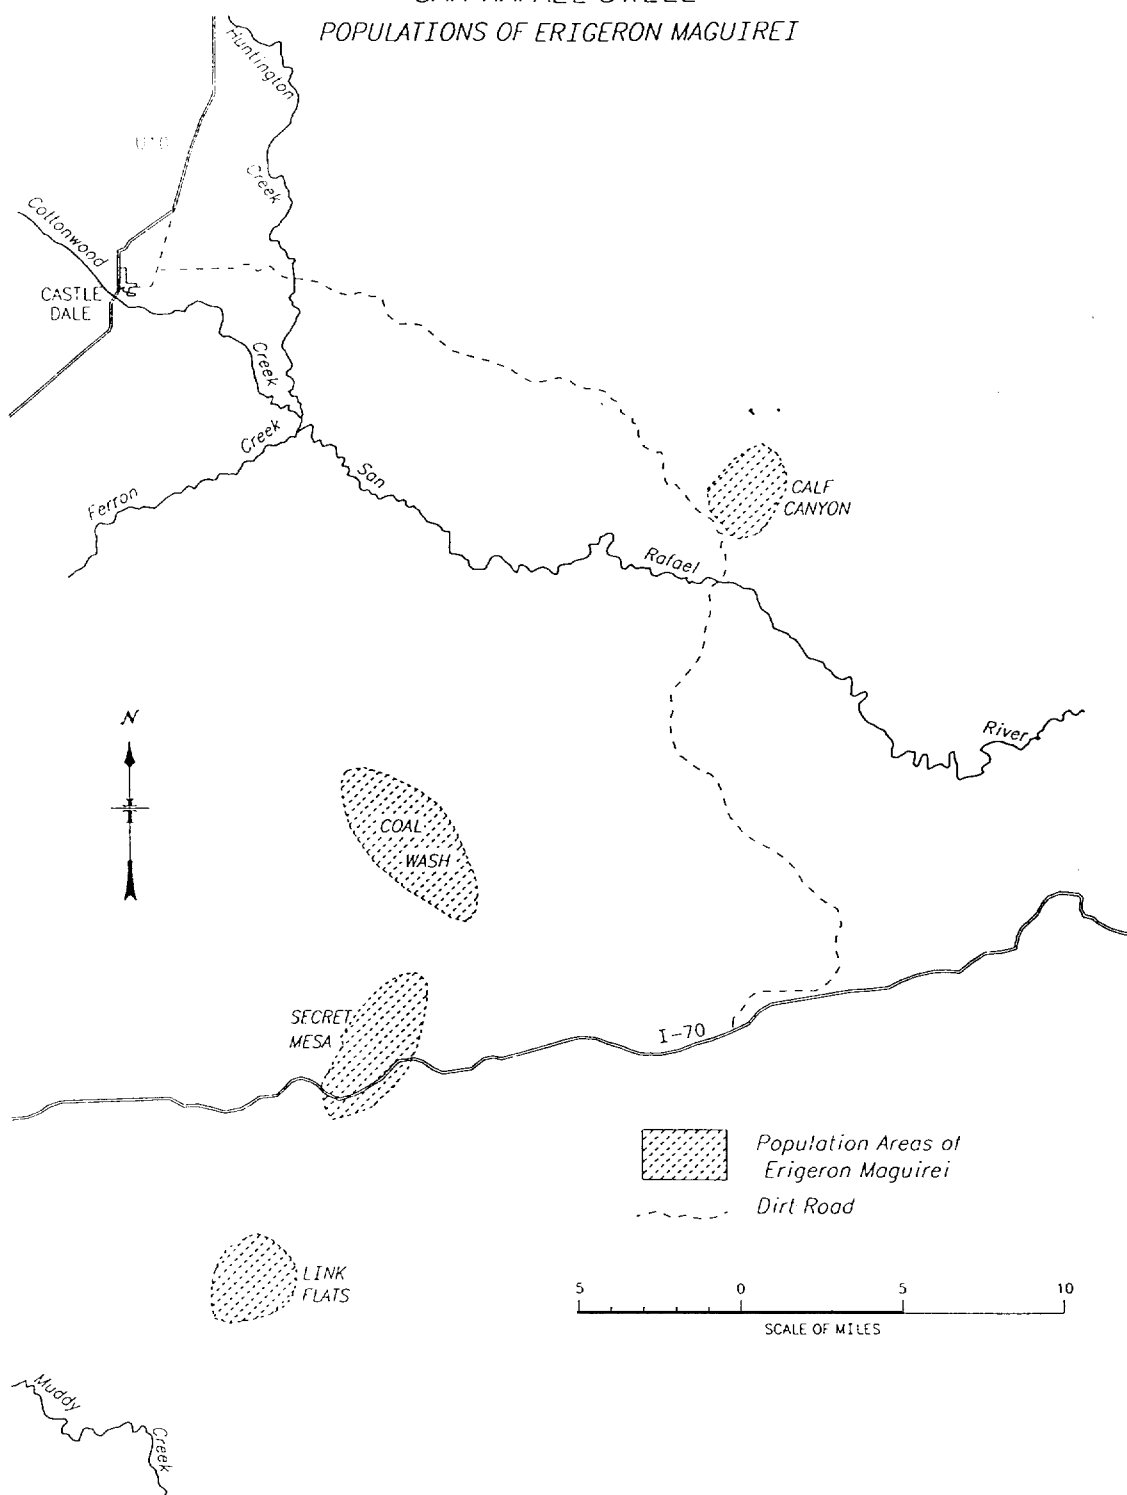 POPULATIONS OF ERIGERON MAGUIREI
Huntington
Creek
Cottonwood
CASTLE
DALE
Creek
Creek
Ferron
San
CALF
CANYON
Rafael
N
River
COAL
WASH
SECRET
MESA
I-70
Population Areas of
Erigeron Maguirei
Dirt Road
LINK
FLATS
5 0 5 10
SCALE OF MILES
Muddy
Creek